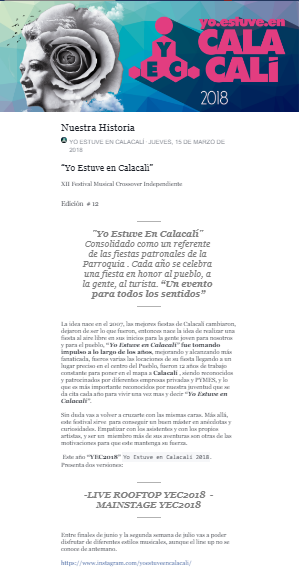 yo.estuve.en
CALA
CALÍ
YEC
2018
Nuestra Historia
YO ESTUVE EN CALACALÍ · JUEVES, 15 DE MARZO DE
2018
"Yo Estuve en Calacalí"
XII Festival Musical Crossover Independiente
Edición # 12
"Yo Estuve En Calacalí"
Consolidado como un referente
de las fiestas patronales de la
Parroquia . Cada año se celebra
una fiesta en honor al pueblo, a
la gente, al turista. "Un evento
para todos los sentidos"
La idea nace en el 2007, las mejores fiestas de Calacalí cambiaron,
dejaron de ser lo que fueron, entonces nace la idea de realizar una
fiesta al aire libre en sus inicios para la gente joven para nosotros
y para el pueblo, "Yo Estuve en Calacalí" fue tomando
impulso a lo largo de los años, mejorando y alcanzando más
fanaticada, fueron varias las locaciones de su fiesta llegando a un
lugar preciso en el centro del Pueblo, fueron 12 años de trabajo
constante para poner en el mapa a Calacalí , siendo reconocidos
y patrocinados por diferentes empresas privadas y PYMES, y lo
que es más importante reconocidos por nuestra juventud que se
da cita cada año para vivir una vez mas y decir "Yo Estuve en
Calacalí".
Sin duda vas a volver a cruzarte con las mismas caras. Más allá,
este festival sirve para conseguir un buen máster en anécdotas y
curiosidades. Empatizar con los asistentes y con los propios
artistas, y ser un miembro más de sus aventuras son otras de las
motivaciones para que este mantenga su fuerza.
Este año "YEC2018" Yo Estuve en Calacalí 2018.
Presenta dos versiones:
-LIVE ROOFTOP YEC2018 -
MAINSTAGE YEC2018
Entre finales de junio y la segunda semana de julio vas a poder
disfrutar de diferentes estilos musicales, aunque el line up no se
conoce de antemano.
https://www.instagram.com/yoestuveencalacali/